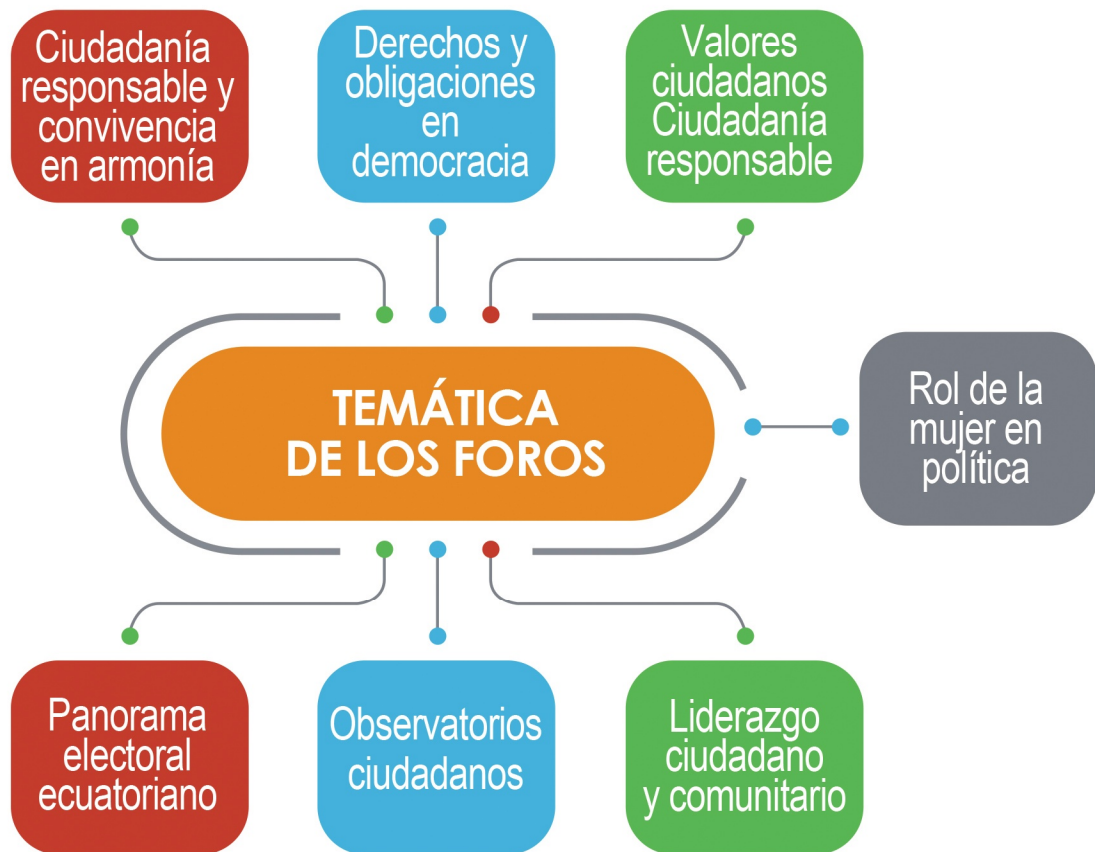 Ciudadanía
responsable y
convivencia
en armonía
Derechos y
obligaciones
en
democracia
Valores
ciudadanos
Ciudadanía
responsable
TEMÁTICA
DE LOS FOROS
Rol de la
mujer en
política
Panorama
electoral
ecuatoriano
Observatorios
ciudadanos
Liderazgo
ciudadano
y comunitario